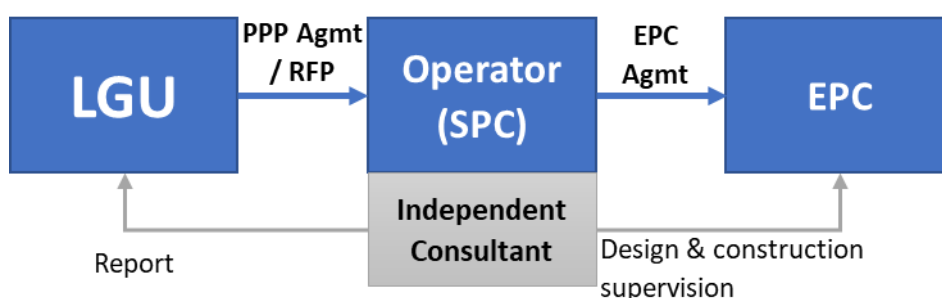 LGU
PPP Agmt
/ RFP
Operator
(SPC)
EPC
Agmt
EPC
Independent
Consultant
Report
Design & construction
supervision